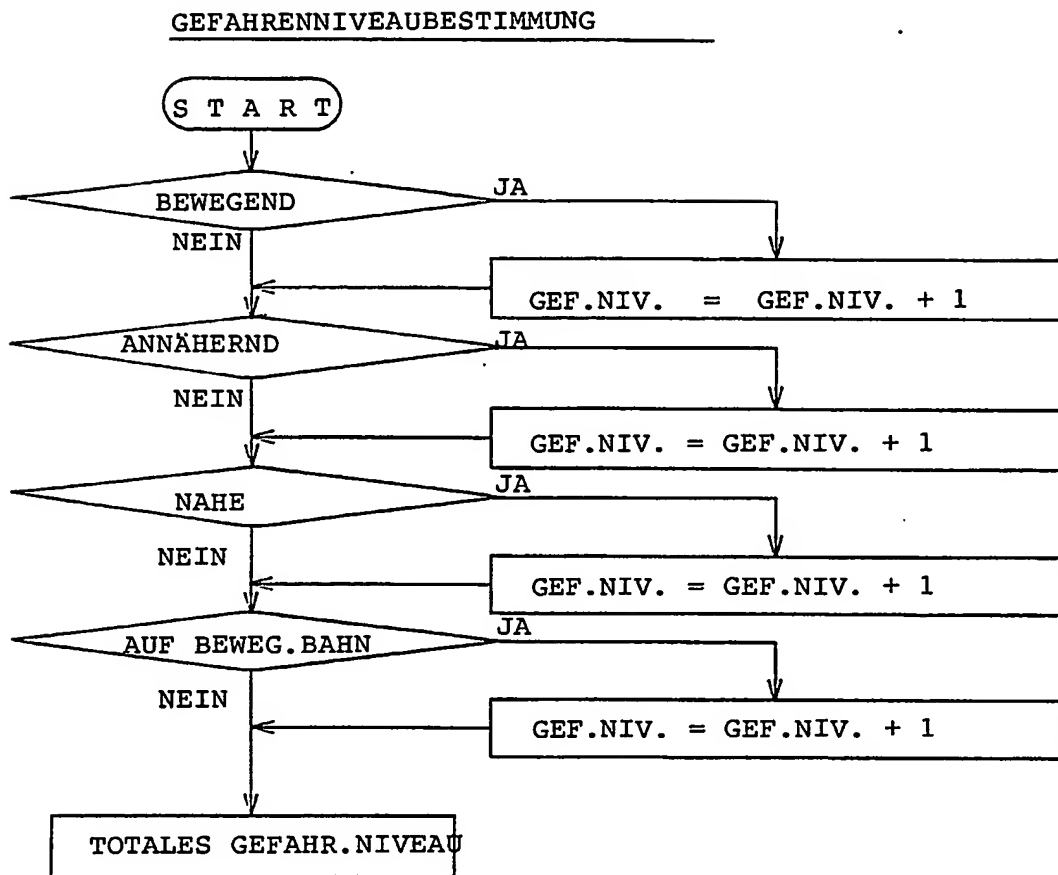 GEFAHRENNIVEAUBESTIMMUNG
S T A R T
BEWEGEND
JA
NEIN
GEF.NIV. = GEF.NIV. + 1
ANNÄHERND
JA
NEIN
GEF.NIV. = GEF.NIV. + 1
NAHE
JA
NEIN
GEF.NIV. = GEF.NIV. + 1
AUF BEWEG.BAHN
JA
NEIN
GEF.NIV. = GEF.NIV. + 1
TOTALES GEFAHR.NIVEAU